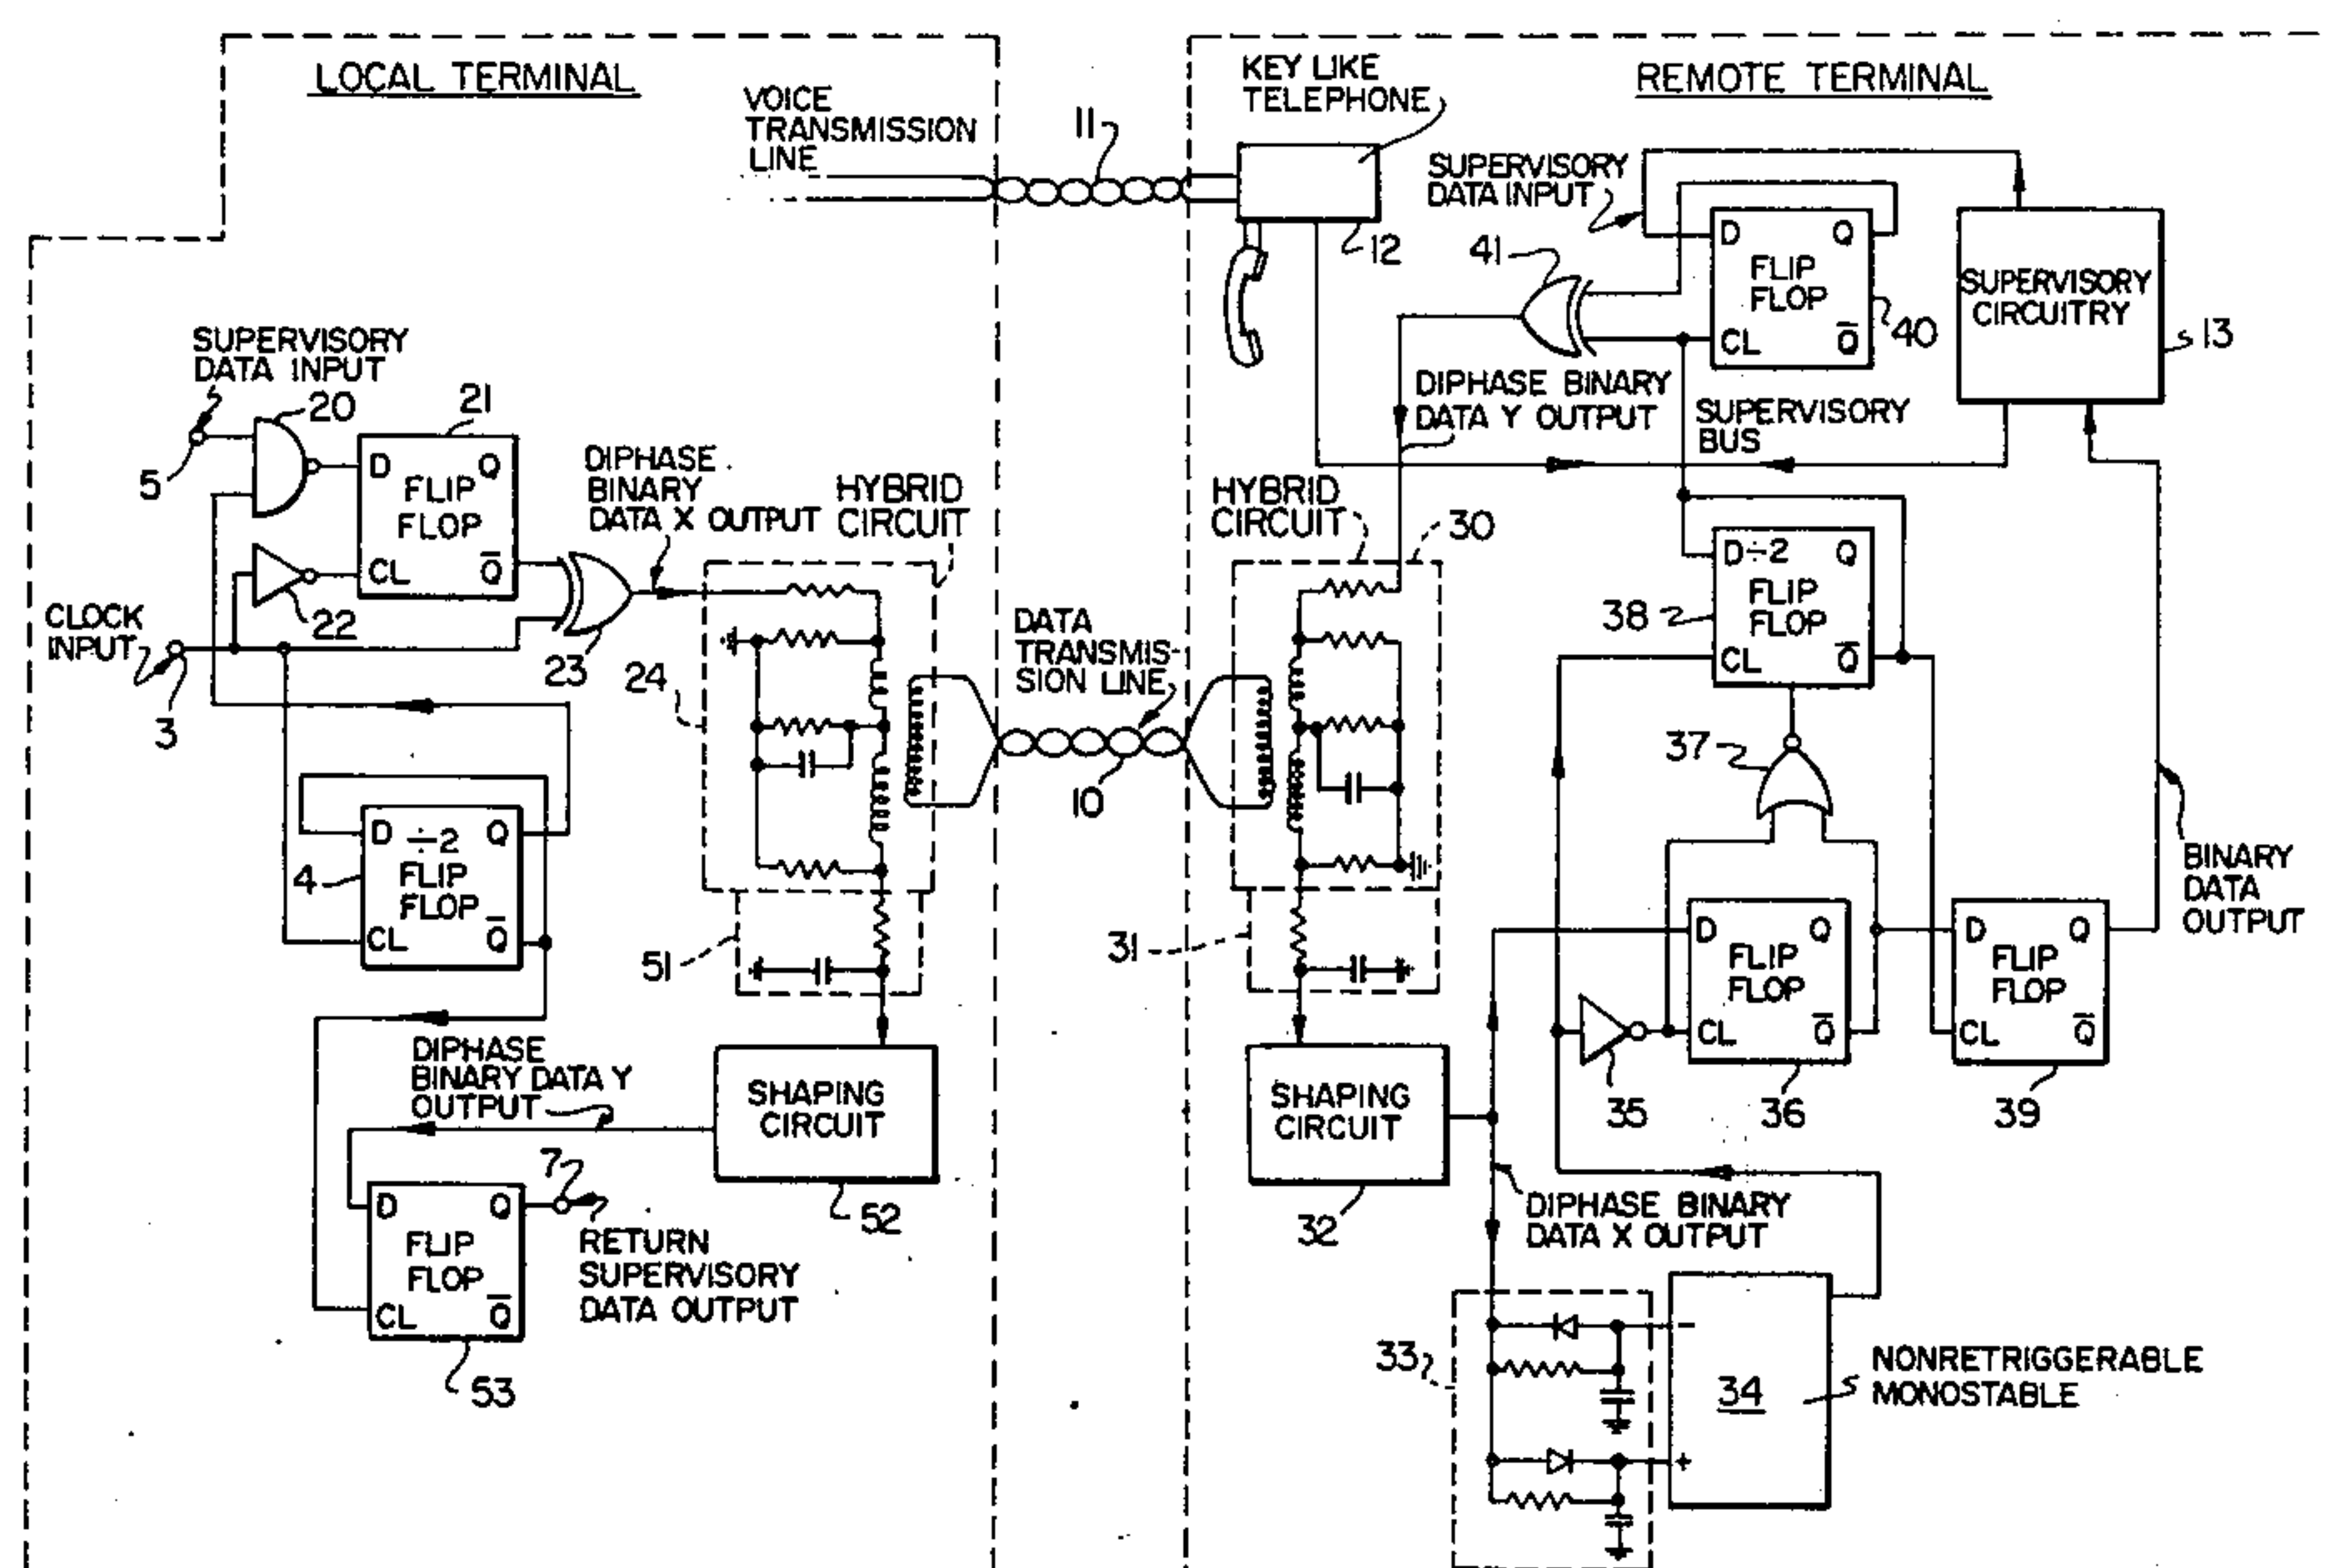 LOCAL TERMINAL
VOICE
TRANSMISSION
LINE
11
KEY LIKE
TELEPHONE
12
REMOTE TERMINAL
SUPERVISORY
DATA INPUT
D Q
FLIP
FLOP
CL Q̅
40
41
SUPERVISORY
CIRCUITRY
13
SUPERVISORY
DATA INPUT
5
20
21
D Q
FLIP
FLOP
CL Q̅
22
CLOCK
INPUT
3
23
DIPHASE
BINARY
DATA X OUTPUT
HYBRID
CIRCUIT
24
DATA
TRANSMIS-
SION LINE
10
HYBRID
CIRCUIT
30
DIPHASE BINARY
DATA Y OUTPUT
SUPERVISORY
BUS
D÷2 Q
FLIP
FLOP
CL Q̅
38
37
4
D ÷2 Q
FLIP
FLOP
CL Q̅
51
31
D Q
FLIP
FLOP
CL Q̅
35
36
D Q
FLIP
FLOP
CL Q̅
39
BINARY
DATA
OUTPUT
DIPHASE
BINARY DATA Y
OUTPUT
SHAPING
CIRCUIT
52
SHAPING
CIRCUIT
32
DIPHASE BINARY
DATA X OUTPUT
D Q
FLIP
FLOP
CL Q̅
53
7
RETURN
SUPERVISORY
DATA OUTPUT
33
-
34
+
NONRETRIGGERABLE
MONOSTABLE